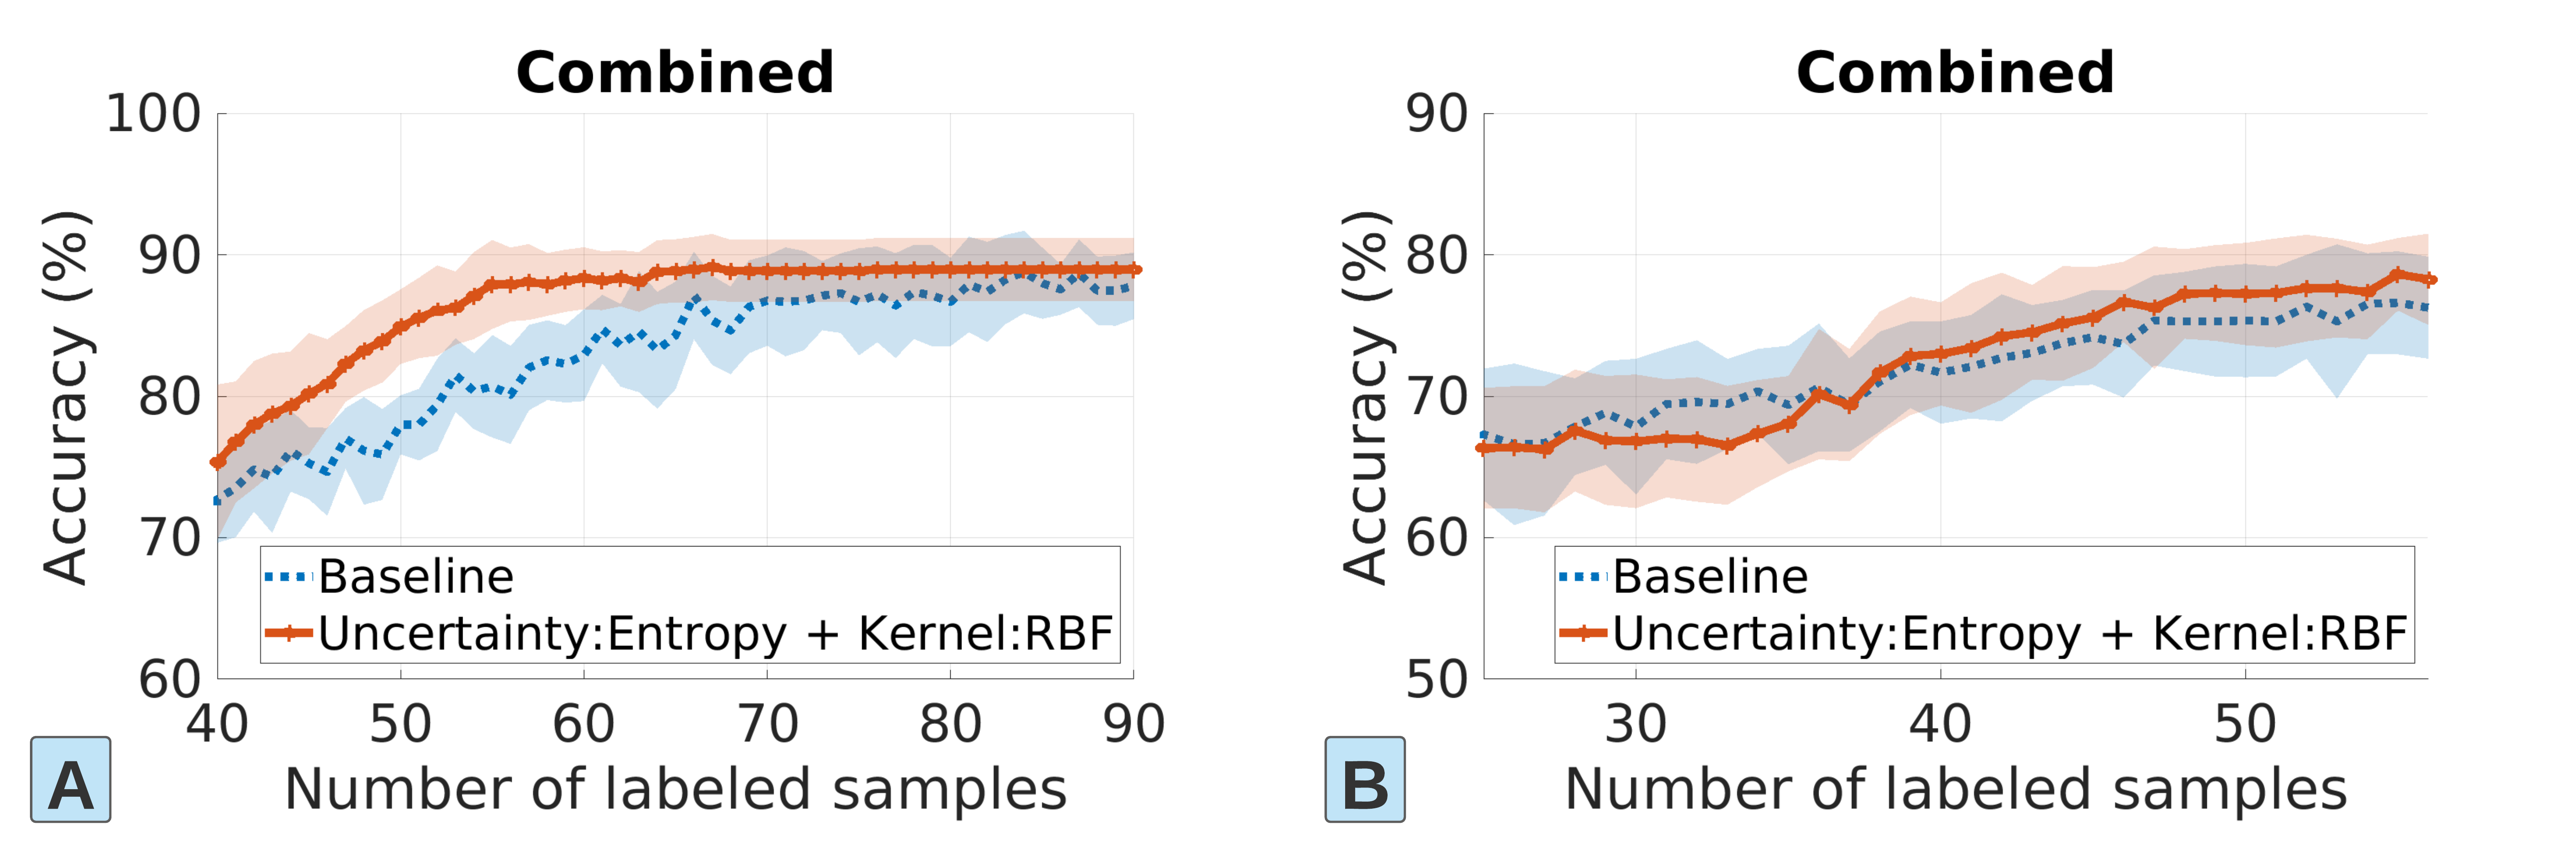 Combined
100
90
80
70
60
Accuracy (%)
Baseline
Uncertainty:Entropy + Kernel:RBF
40 50 60 70 80 90
Number of labeled samples
A
Combined
90
80
70
60
50
Accuracy (%)
Baseline
Uncertainty:Entropy + Kernel:RBF
30 40 50
Number of labeled samples
B